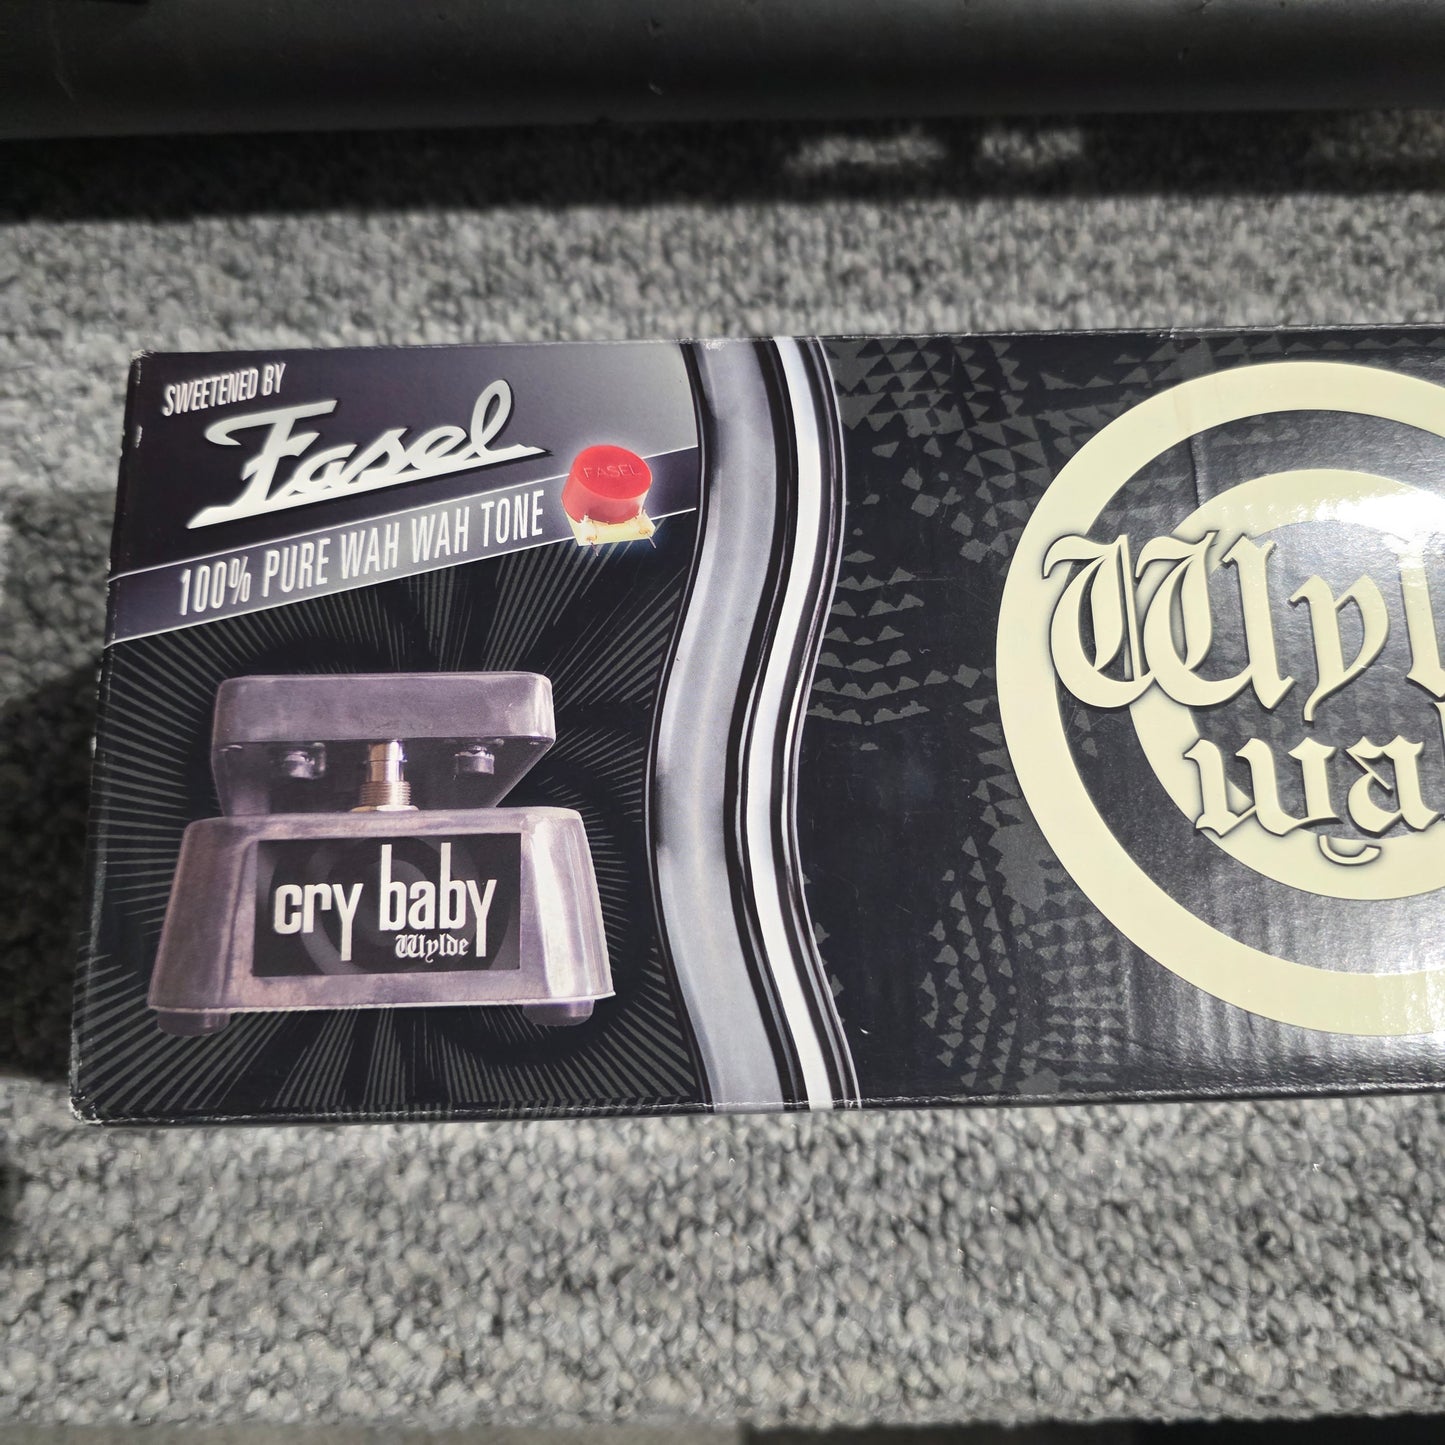 SWEETENED BY
Fasel
FASEL
100% PURE WAH WAH TONE
cry baby
Wylde